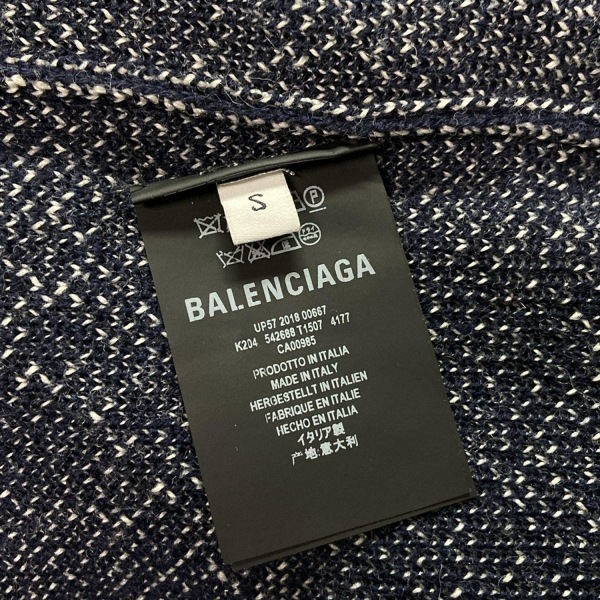 S
P
BALENCIAGA
UP57 2018 00667
K204 542688 T1507 4177
CA00985
PRODOTTO IN ITALIA
MADE IN ITALY
HERGESTELLT IN ITALIEN
FABRIQUE EN ITALIE
HECHO EN ITALIA
イタリア製
产地:意大利